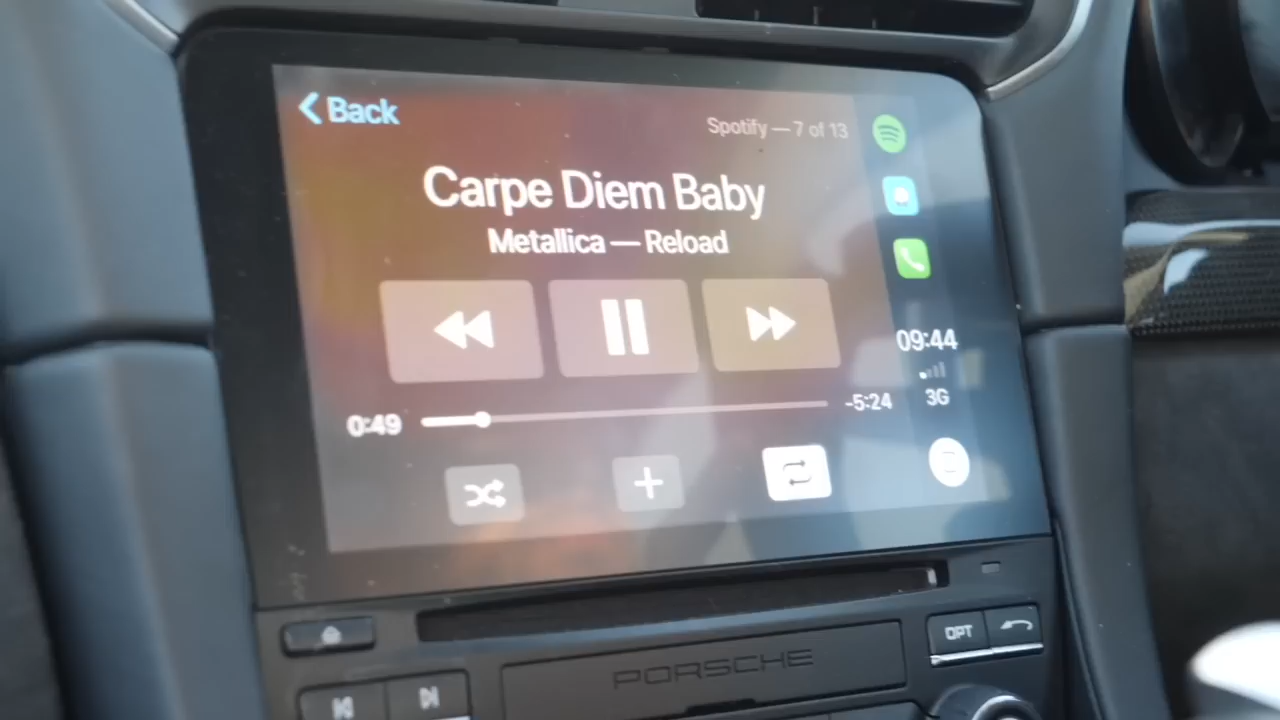 Back
Spotify — 7 of 13
Carpe Diem Baby
Metallica — Reload
09:44
3G
0:49
-5:24
OPT
PORSCHE